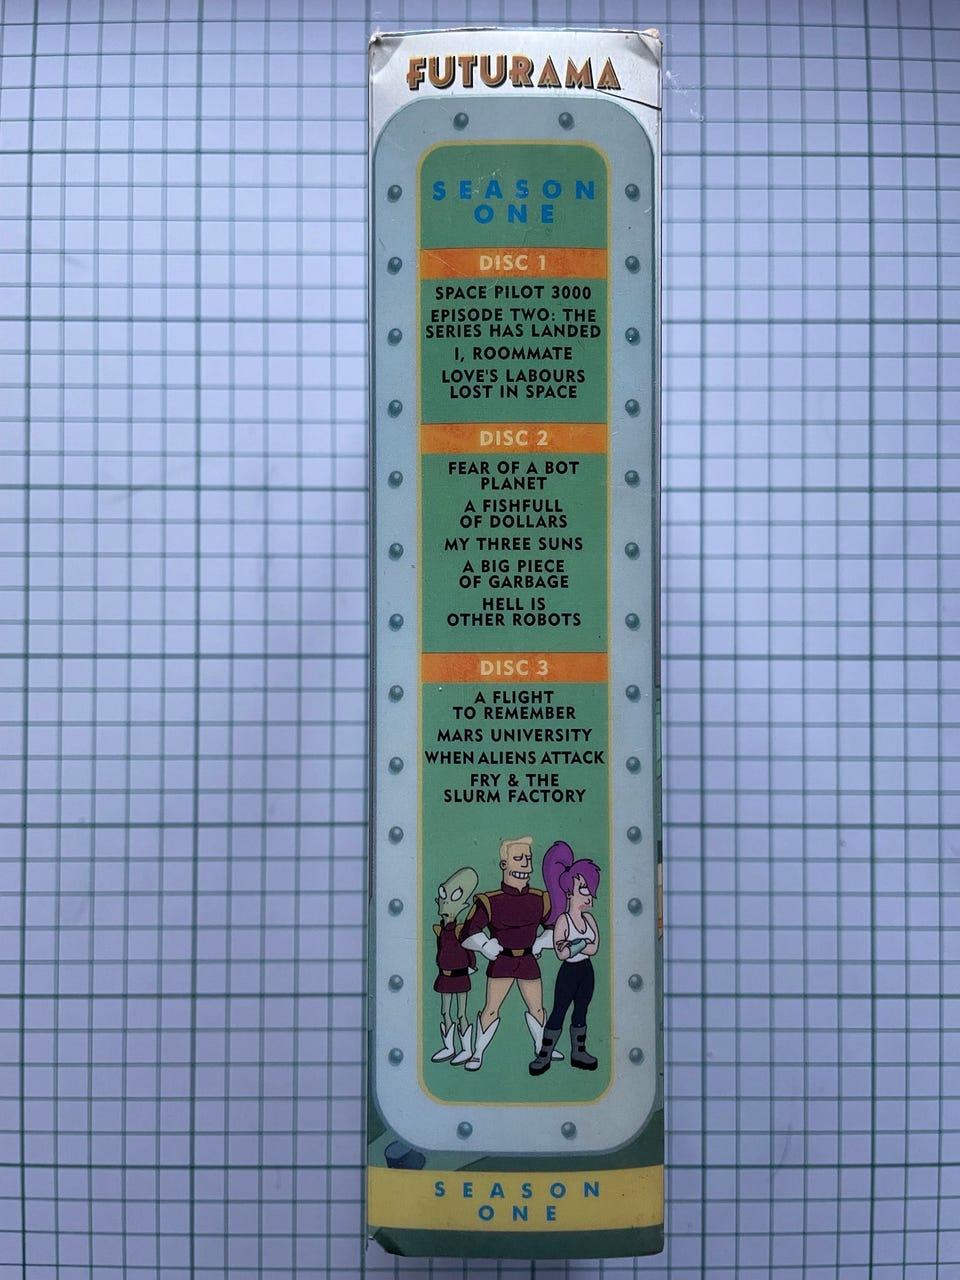 FUTURAMA
SEASON
ONE
DISC 1
SPACE PILOT 3000
EPISODE TWO: THE
SERIES HAS LANDED
I, ROOMMATE
LOVE'S LABOURS
LOST IN SPACE
DISC 2
FEAR OF A BOT
PLANET
A FISHFULL
OF DOLLARS
MY THREE SUNS
A BIG PIECE
OF GARBAGE
HELL IS
OTHER ROBOTS
DISC 3
A FLIGHT
TO REMEMBER
MARS UNIVERSITY
WHEN ALIENS ATTACK
FRY & THE
SLURM FACTORY
SEASON
ONE